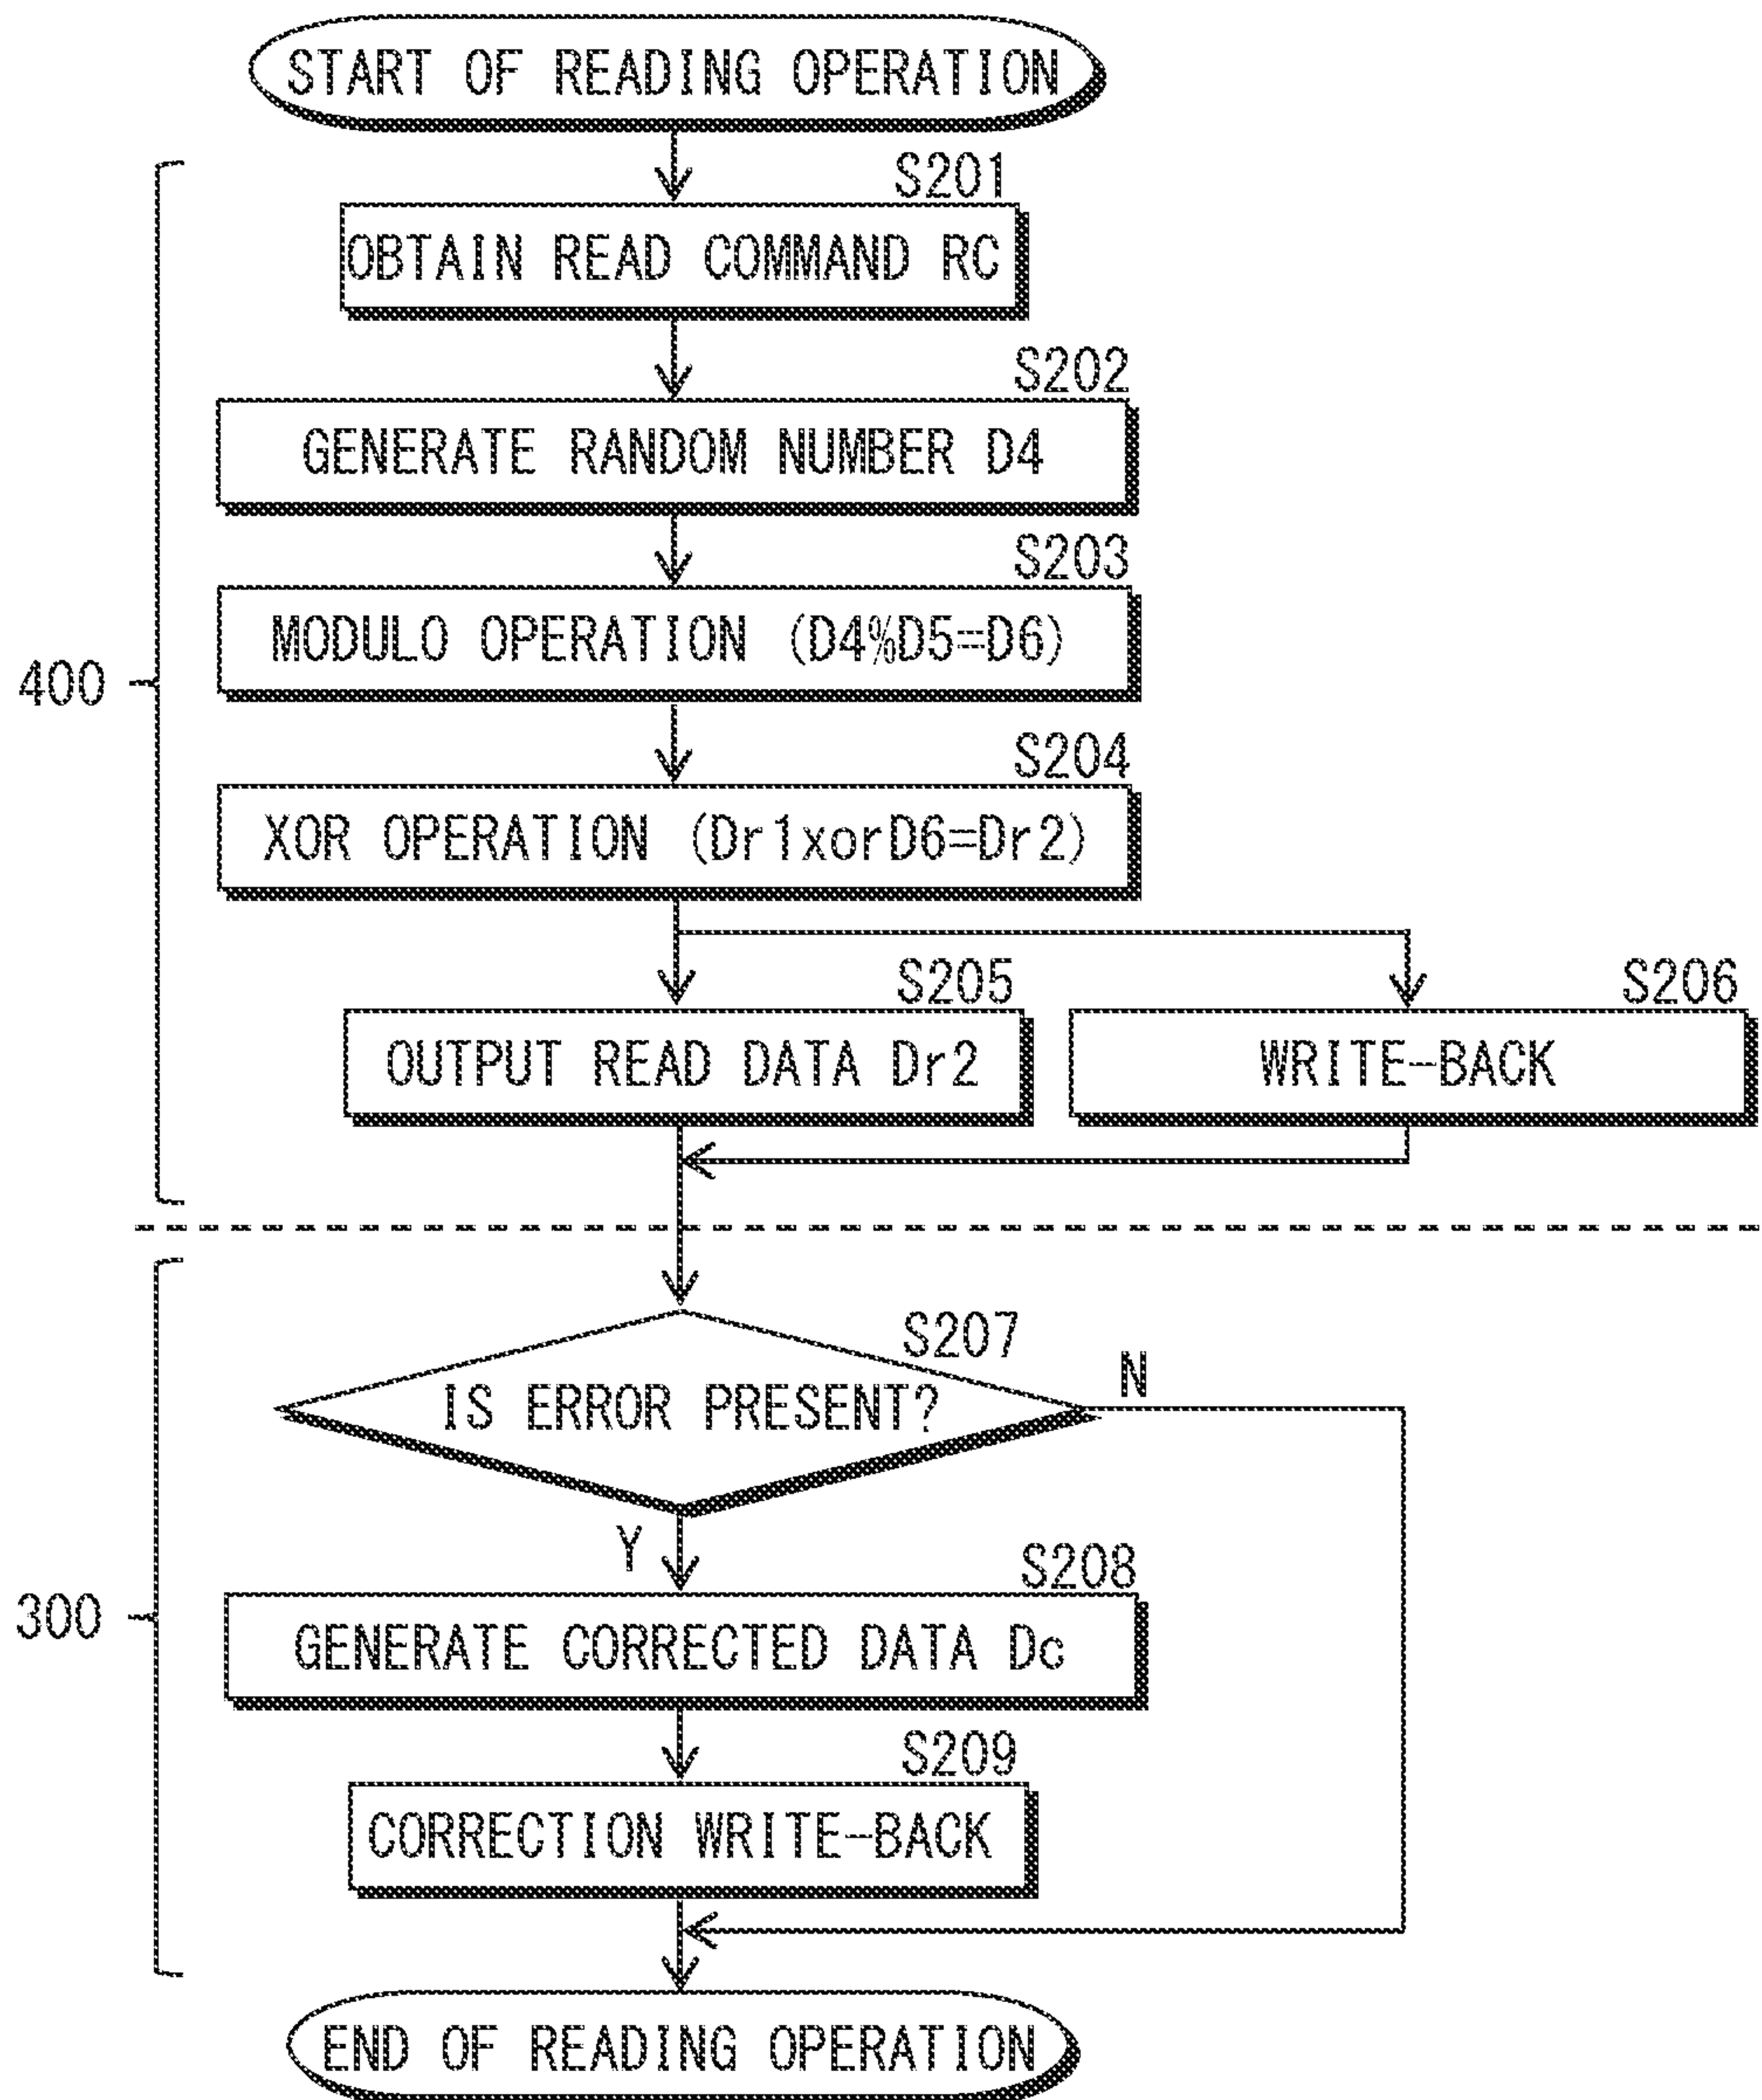 START OF READING OPERATION
S201
OBTAIN READ COMMAND RC
S202
GENERATE RANDOM NUMBER D4
S203
MODULO OPERATION (D4%D5=D6)
400
S204
XOR OPERATION (Dr1xorD6=Dr2)
S205
OUTPUT READ DATA Dr2
S206
WRITE-BACK
S207
IS ERROR PRESENT?
N
Y
S208
GENERATE CORRECTED DATA Dc
300
S209
CORRECTION WRITE-BACK
END OF READING OPERATION